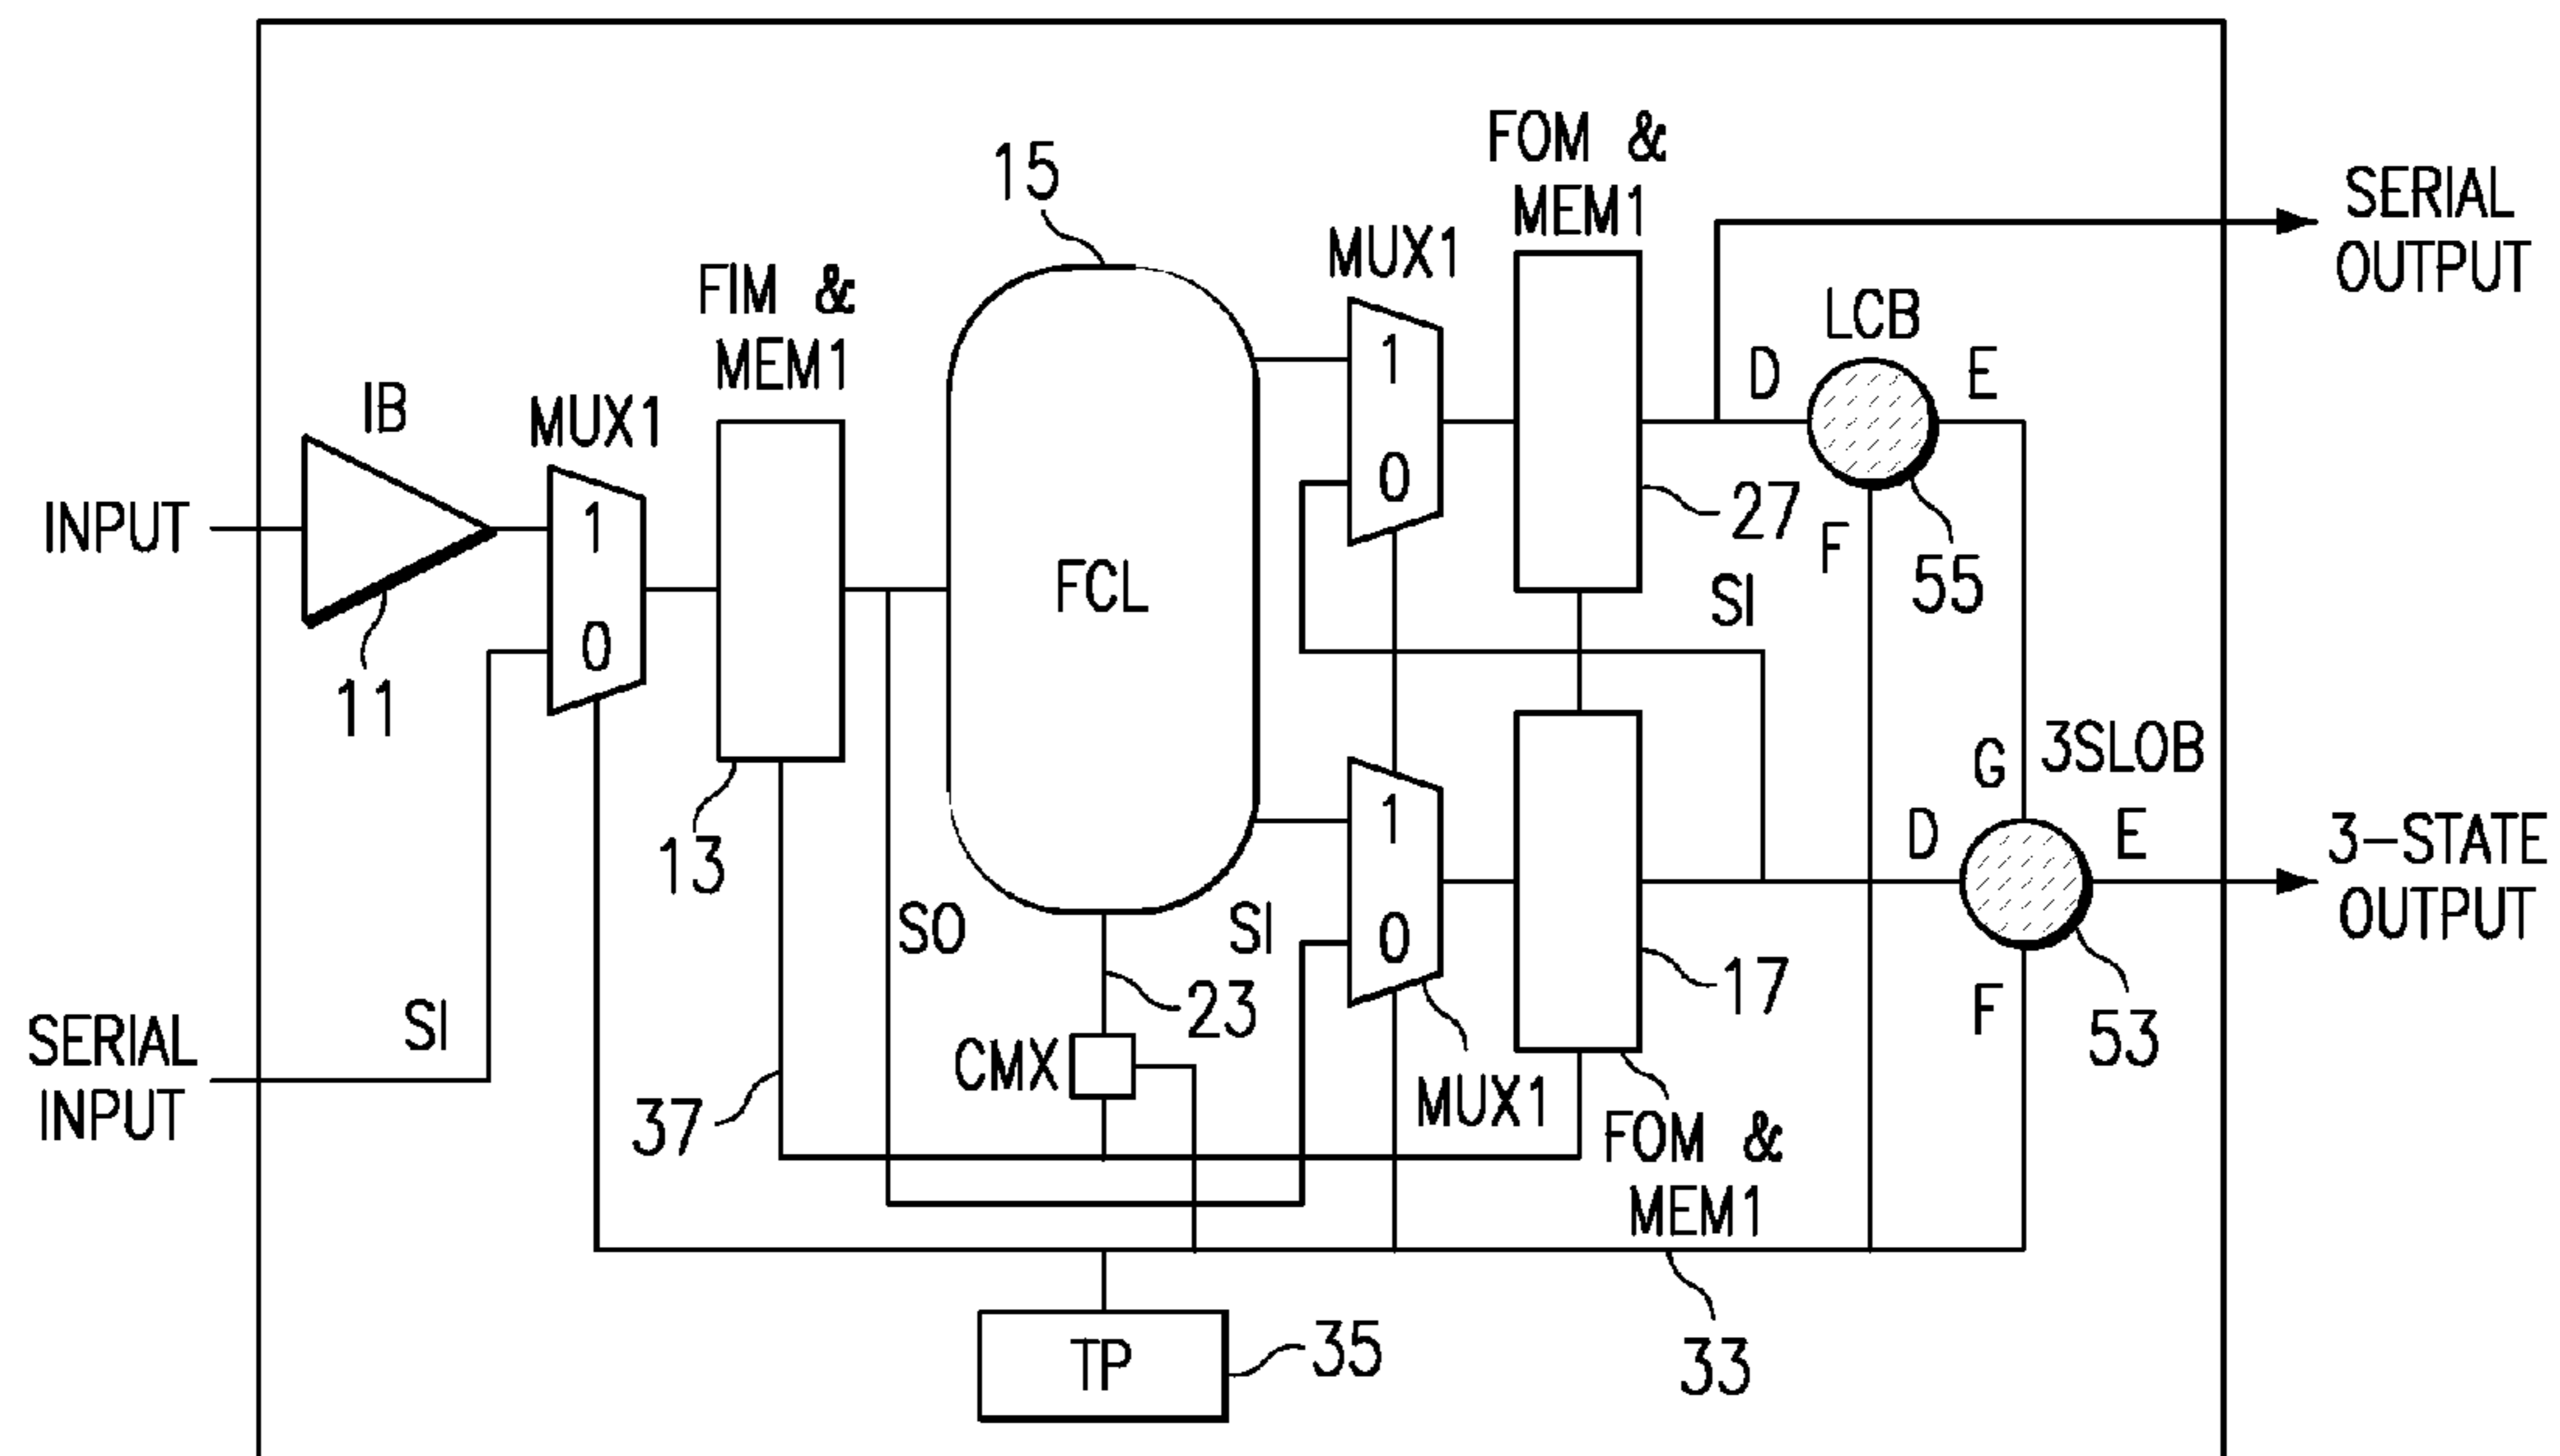 15
FOM &
MEM1
SERIAL
OUTPUT
MUX1
FIM &
MEM1
LCB
IB
MUX1
1
D
E
0
27
INPUT
1
F
55
FCL
SI
0
11
3SLOB
G
13
1
D
E
3-STATE
OUTPUT
SO
SI
0
17
23
F
53
SERIAL
INPUT
SI
CMX
MUX1
37
FOM &
MEM1
TP
35
33